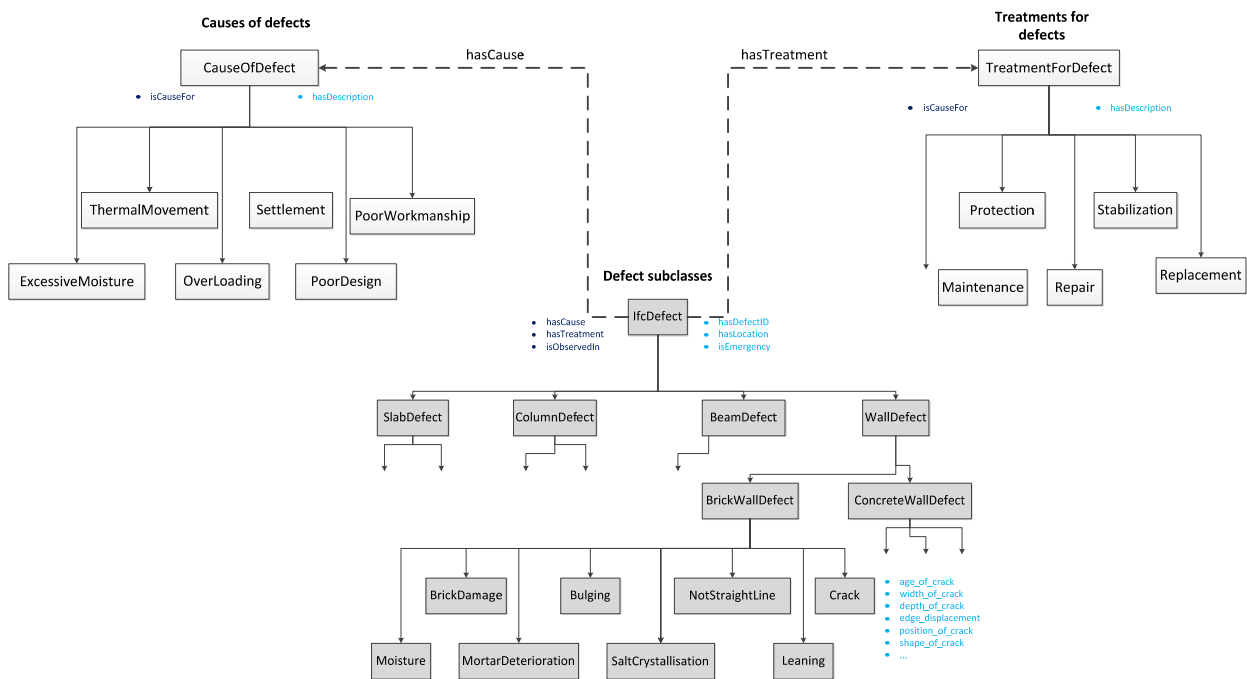 Causes of defects
Treatments for
defects
hasCause
hasTreatment
CauseOfDefect
TreatmentForDefect
• isCauseFor
• hasDescription
• isCauseFor
• hasDescription
ThermalMovement
Settlement
PoorWorkmanship
Protection
Stabilization
ExcessiveMoisture
OverLoading
PoorDesign
Maintenance
Repair
Replacement
Defect subclasses
IfcDefect
• hasCause
• hasTreatment
• isObservedIn
• hasDefectID
• hasLocation
• isEmergency
SlabDefect
ColumnDefect
BeamDefect
WallDefect
BrickWallDefect
ConcreteWallDefect
BrickDamage
Bulging
NotStraightLine
Crack
• age_of_crack
• width_of_crack
• depth_of_crack
• edge_displacement
• position_of_crack
• shape_of_crack
• ...
Moisture
MortarDeterioration
SaltCrystallisation
Leaning